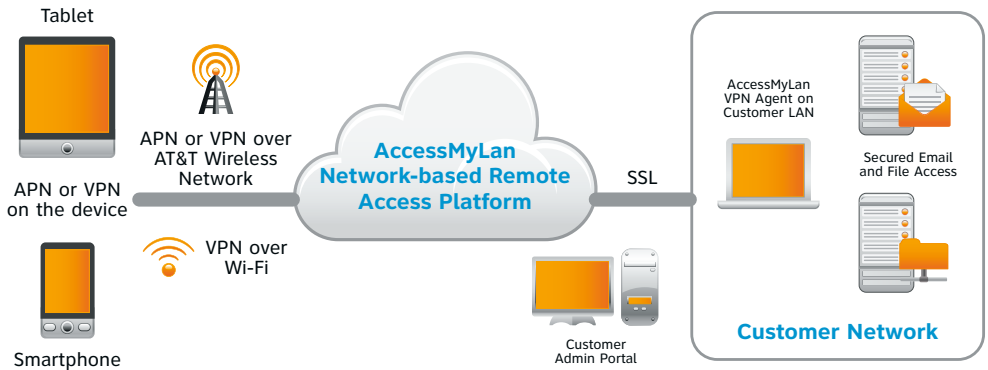 Tablet
APN or VPN
on the device
Smartphone
APN or VPN over
AT&T Wireless
Network
VPN over
Wi-Fi
AccessMyLan
Network-based Remote
Access Platform
SSL
Customer
Admin Portal
AccessMyLan
VPN Agent on
Customer LAN
Secured Email
and File Access
Customer Network